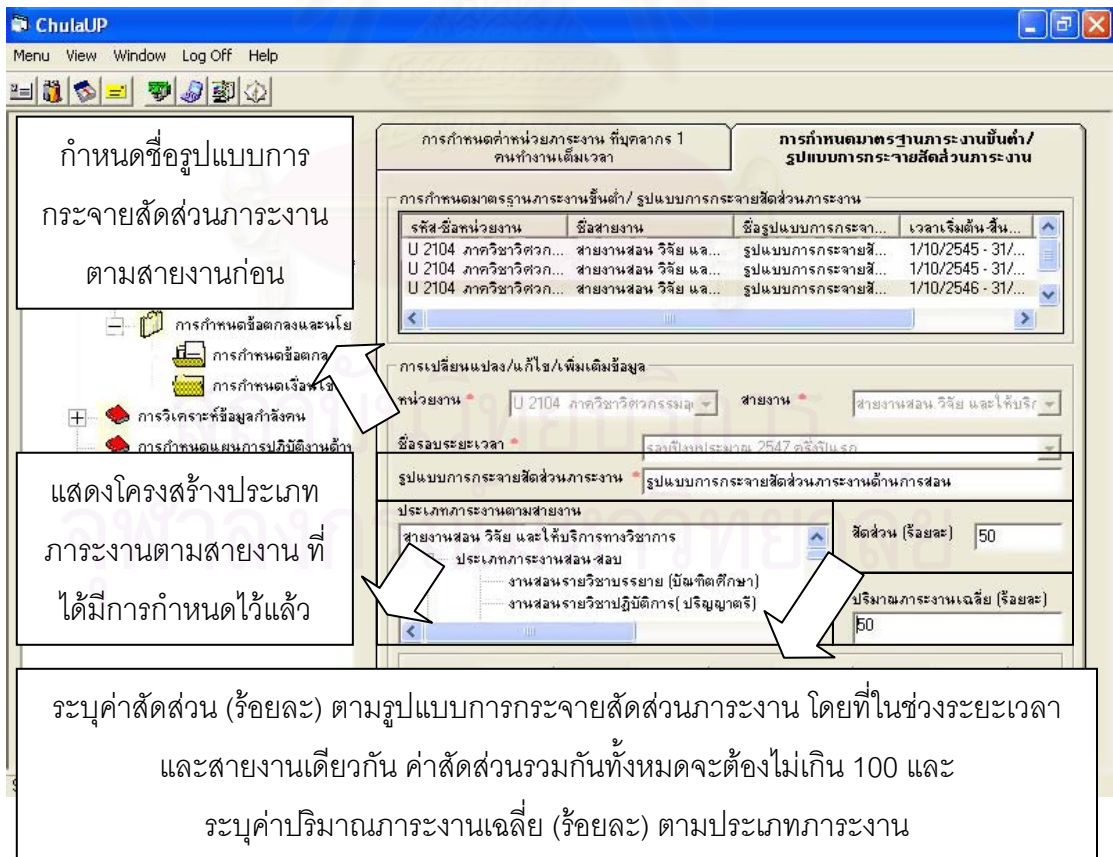 ChulaUP
Menu View Window Log Off Help
กำหนดชื่อรูปแบบการ
กระจายสัดส่วนภาระงาน
ตามสายงานก่อน
การกำหนดข้อตกลงและนโย
การกำหนดข้อตกล
การกำหนดเงื่อนไข
การวิเคราะห์ข้อมูลกำลังคน
การกำหนดแผนการปฏิบัติงานด้าน
แสดงโครงสร้างประเภท
ภาระงานตามสายงาน ที่
ได้มีการกำหนดไว้แล้ว
การกำหนดค่าหน่วยภาระงาน ที่บุคลากร 1
คนทำงานเต็มเวลา
การกำหนดมาตรฐานภาระงานขั้นต่ำ/
รูปแบบการกระจายสัดส่วนภาระงาน
การกำหนดมาตรฐานภาระงานขั้นต่ำ/ รูปแบบการกระจายสัดส่วนภาระงาน
รหัส-ชื่อหน่วยงาน ชื่อสายงาน ชื่อรูปแบบการกระจา... เวลาเริ่มต้น-สิ้น...
U 2104 ภาควิชาวิศวก... สายงานสอน วิจัย แล... รูปแบบการกระจายสั... 1/10/2545 - 31/...
U 2104 ภาควิชาวิศวก... สายงานสอน วิจัย แล... รูปแบบการกระจายสั... 1/10/2545 - 31/...
U 2104 ภาควิชาวิศวก... สายงานสอน วิจัย แล... รูปแบบการกระจายสั... 1/10/2546 - 31/...
การเปลี่ยนแปลง/แก้ไข/เพิ่มเติมข้อมูล
หน่วยงาน * U 2104 ภาควิชาวิศวกรรมอุ สายงาน * สายงานสอน วิจัย และให้บริก
ชื่อรอบระยะเวลา * รอบปีงบประมาณ 2547 ครึ่งปีแรก
รูปแบบการกระจายสัดส่วนภาระงาน * รูปแบบการกระจายสัดส่วนภาระงานด้านการสอน
ประเภทภาระงานตามสายงาน
สายงานสอน วิจัย และให้บริการทางวิชาการ
ประเภทภาระงานสอน-สอบ
งานสอนรายวิชาบรรยาย (บัณฑิตศึกษา)
งานสอนรายวิชาปฏิบัติการ( ปริญญาตรี)
สัดส่วน (ร้อยละ) 50
ปริมาณภาระงานเฉลี่ย (ร้อยละ)
50
ระบุค่าสัดส่วน (ร้อยละ) ตามรูปแบบการกระจายสัดส่วนภาระงาน โดยที่ในช่วงระยะเวลา
และสายงานเดียวกัน ค่าสัดส่วนรวมกันทั้งหมดจะต้องไม่เกิน 100 และ
ระบุค่าปริมาณภาระงานเฉลี่ย (ร้อยละ) ตามประเภทภาระงาน